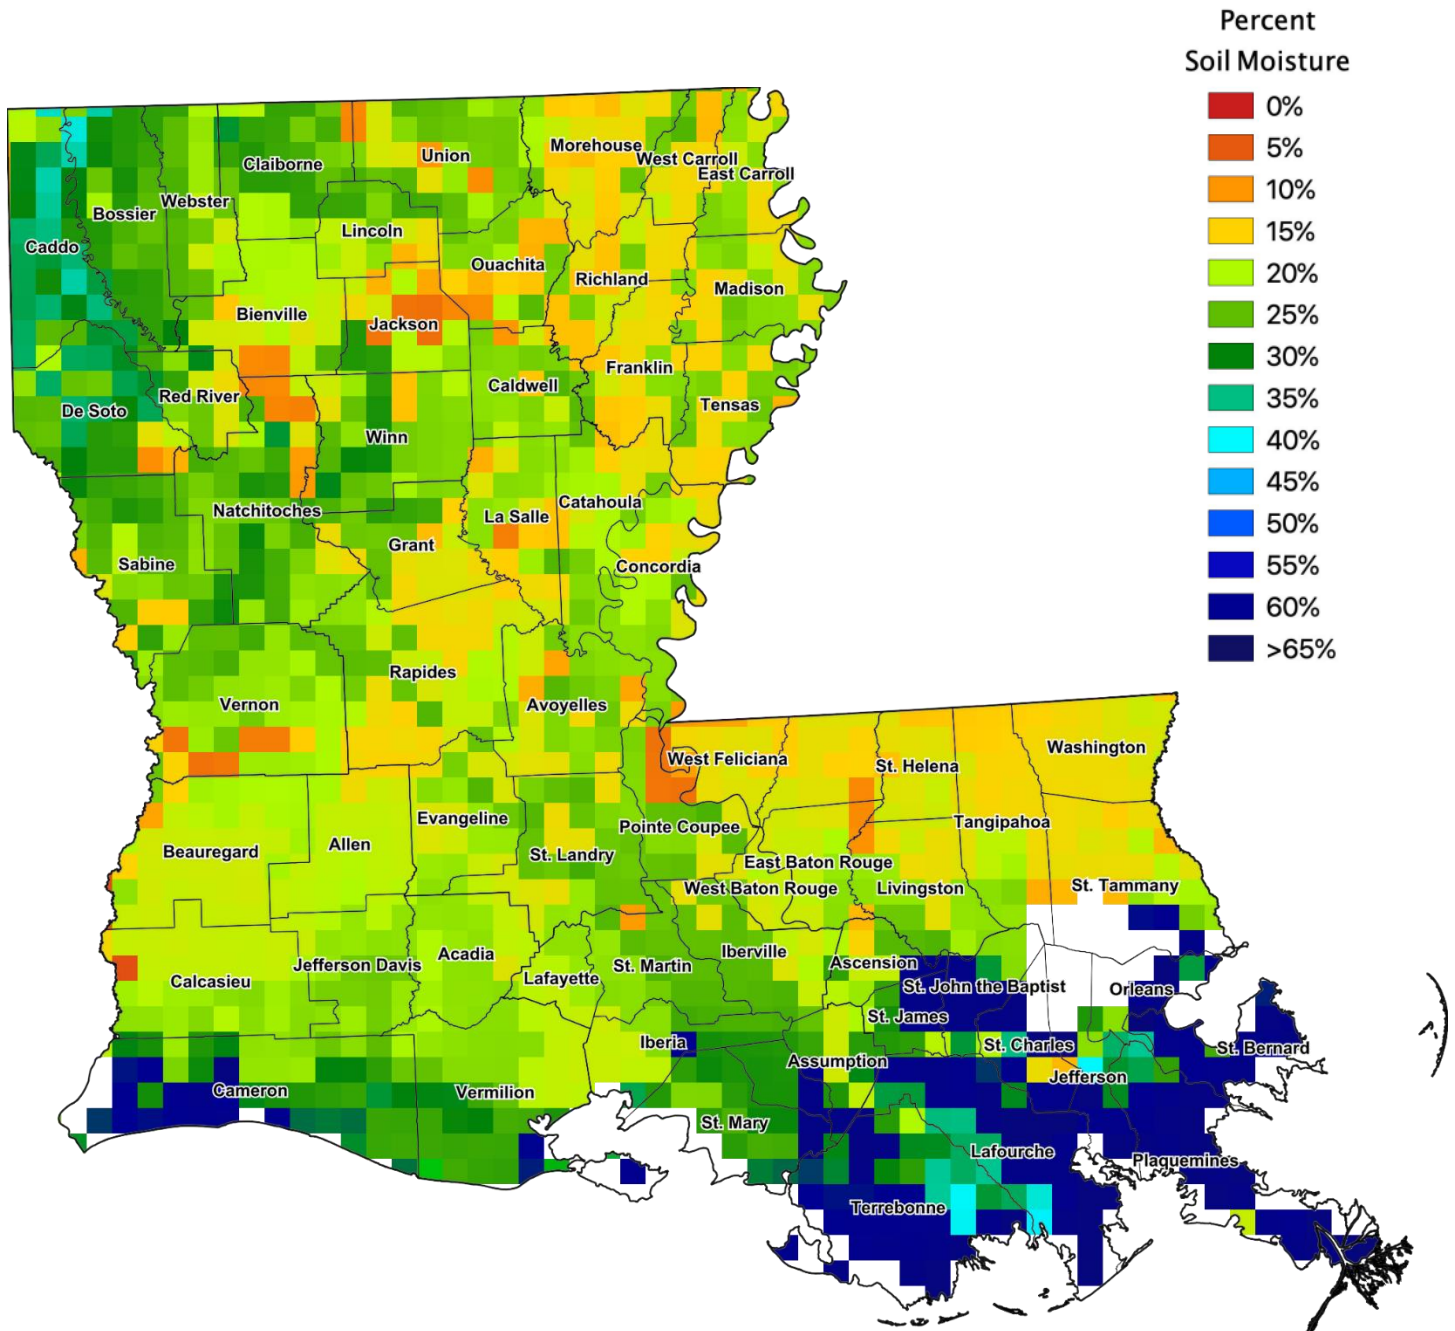 Percent
Soil Moisture
0%
5%
10%
15%
20%
25%
30%
35%
40%
45%
50%
55%
60%
>65%
Morehouse
Union
West Carroll
Claiborne
East Carroll
Webster
Bossier
Lincoln
Caddo
Ouachita
Richland
Madison
Bienville
Jackson
Franklin
Caldwell
Red River
Tensas
De Soto
Winn
Catahoula
Natchitoches
La Salle
Grant
Sabine
Concordia
Rapides
Vernon
Avoyelles
Washington
West Feliciana
St. Helena
Evangeline
Tangipahoa
Pointe Coupee
Allen
Beauregard
St. Landry
East Baton Rouge
St. Tammany
West Baton Rouge
Livingston
Iberville
Acadia
Ascension
Jefferson Davis
St. Martin
Lafayette
Calcasieu
St. John the Baptist
Orleans
St. James
Iberia
St. Charles
St. Bernard
Assumption
Jefferson
Cameron
Vermilion
St. Mary
Lafourche
Plaquemines
Terrebonne